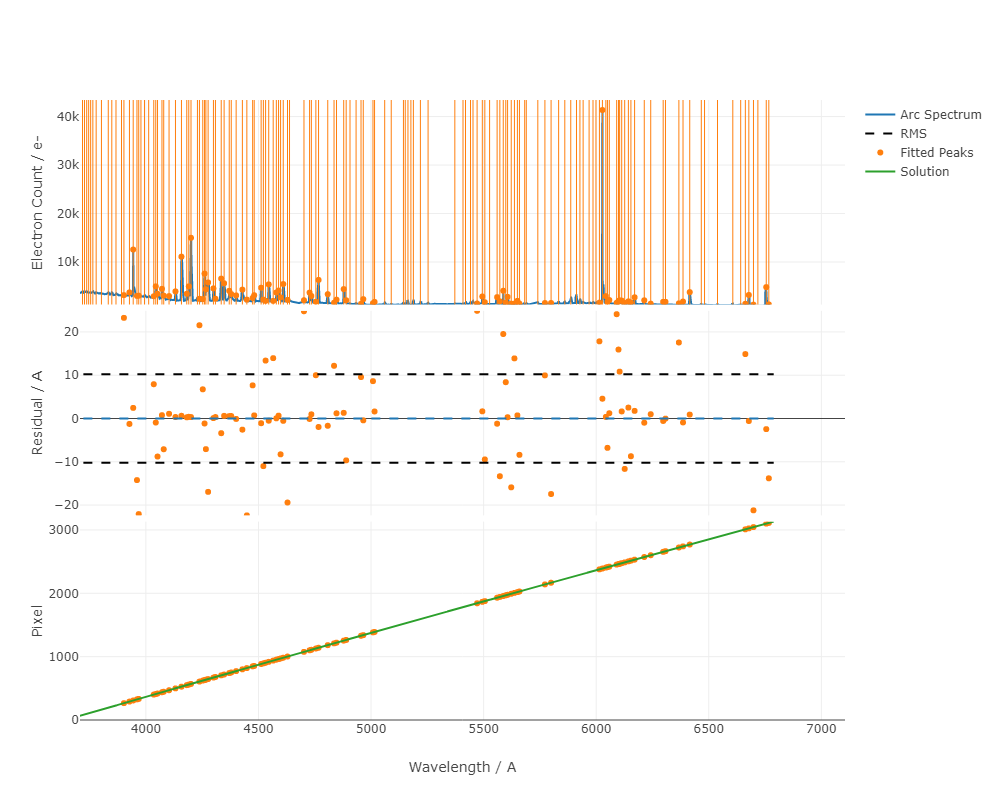 40k
30k
20k
10k
Electron Count / e-
Arc Spectrum
RMS
Fitted Peaks
Solution
20
10
0
−10
−20
Residual / A
3000
2000
1000
0
Pixel
4000 4500 5000 5500 6000 6500 7000
Wavelength / A